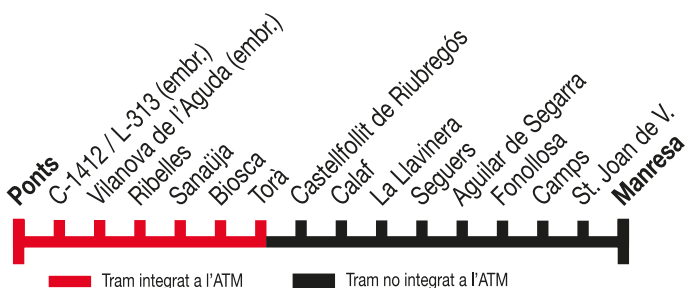 Ponts
C-1412 / L-313 (embr.)
Vilanova de l'Aguda (embr.)
Ribelles
Sanaüja
Biosca
Torà
Castellfollit de Riubregós
Calaf
La Llavinera
Seguers
Aguilar de Segarra
Fonollosa
Camps
St. Joan de V.
Manresa
Tram integrat a l'ATM
Tram no integrat a l'ATM